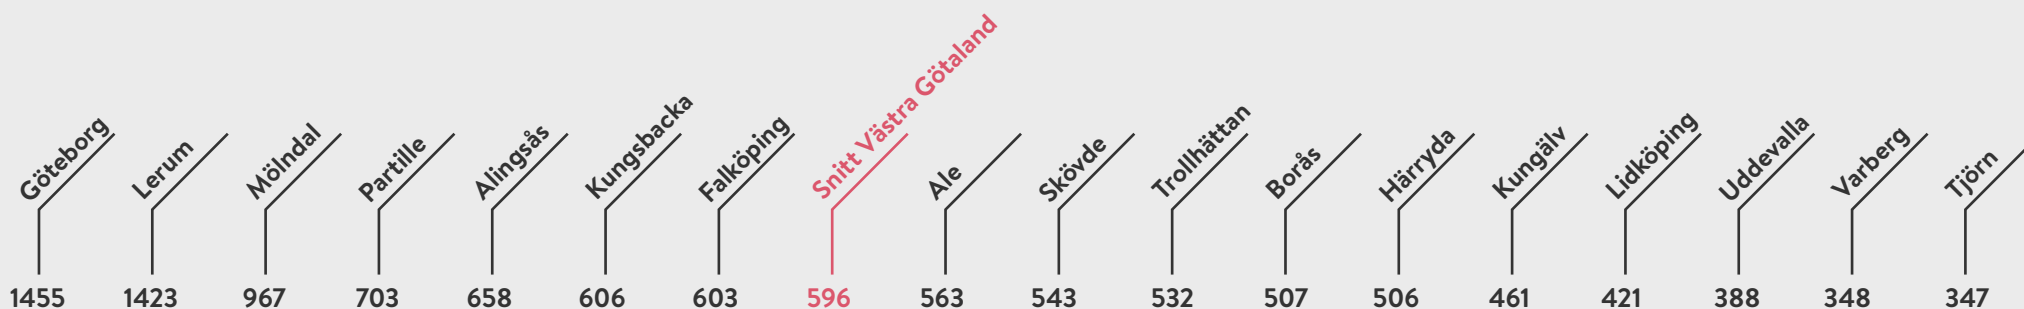 Göteborg
Lerum
Mölndal
Partille
Alingsås
Kungsbacka
Falköping
Snitt Västra Götaland
Ale
Skövde
Trollhättan
Borås
Härryda
Kungälv
Lidköping
Uddevalla
Varberg
Tjörn
1455 1423 967 703 658 606 603 596 563 543 532 507 506 461 421 388 348 347